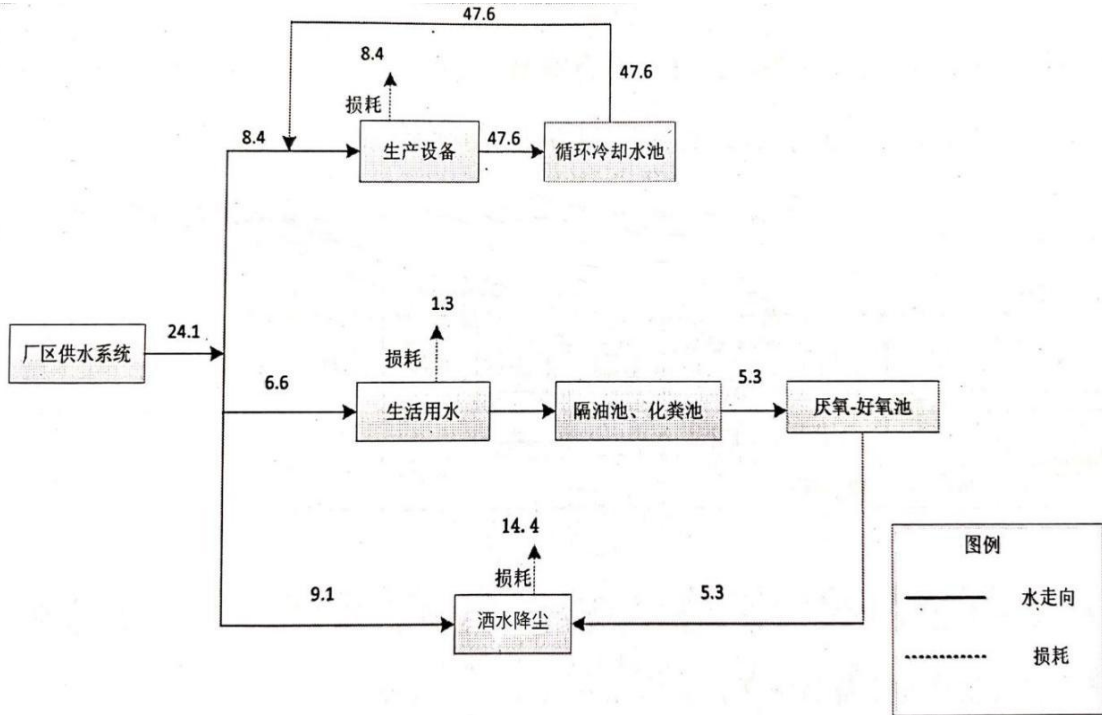 47.6
8.4
47.6
损耗
8.4
生产设备
47.6
循环冷却水池
1.3
24.1
厂区供水系统
损耗
6.6
生活用水
隔油池、化粪池
5.3
厌氧-好氧池
14.4
损耗
9.1
洒水降尘
5.3
图例
水走向
损耗